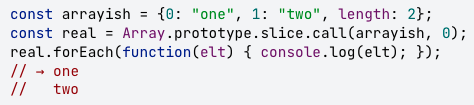 const arrayish = {0: "one", 1: "two", length: 2};
const real = Array.prototype.slice.call(arrayish, 0);
real.forEach(function(elt) { console.log(elt); });
// → one
//   two